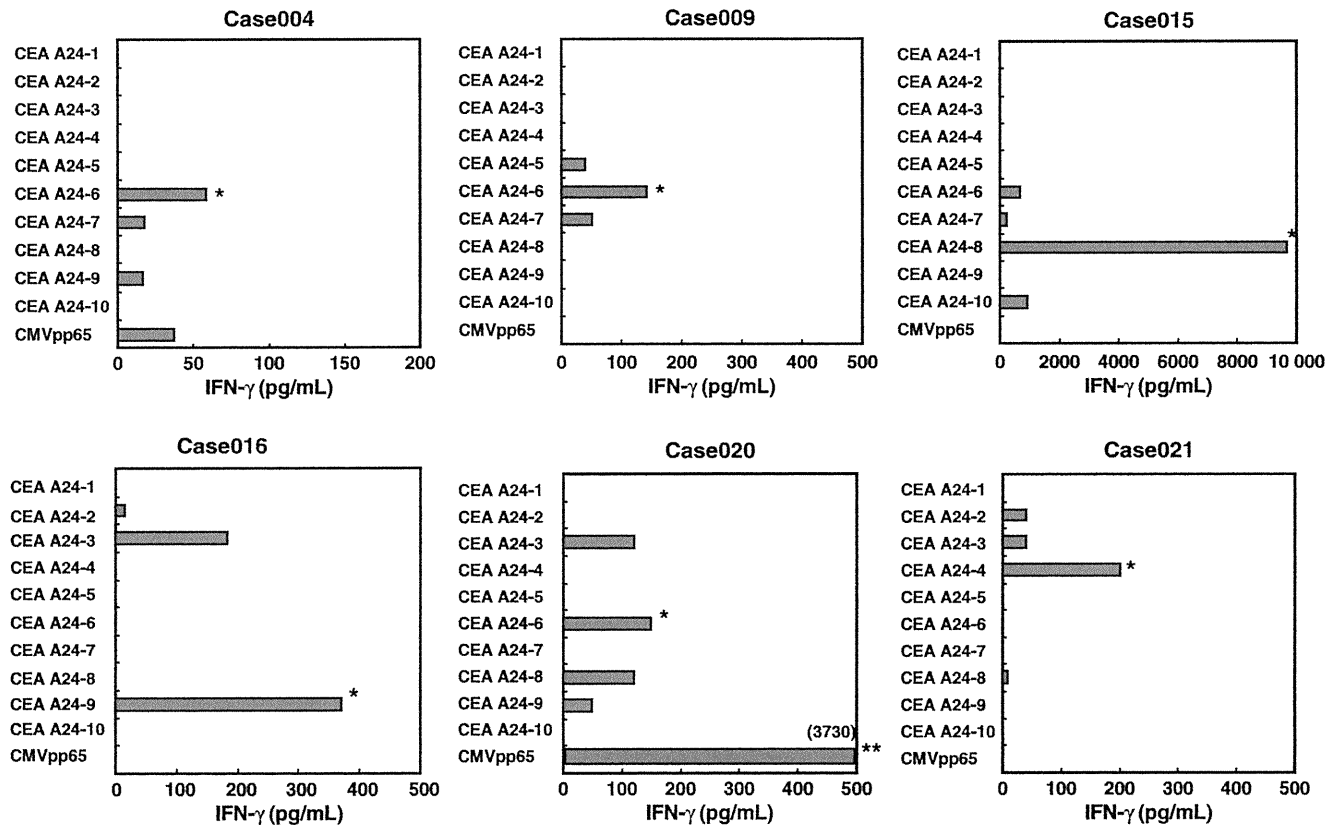 Case004
CEA A24-1
CEA A24-2
CEA A24-3
CEA A24-4
CEA A24-5
CEA A24-6
*
CEA A24-7
CEA A24-8
CEA A24-9
CEA A24-10
CMVpp65
0 50 100 150 200
IFN-γ (pg/mL)
Case009
CEA A24-1
CEA A24-2
CEA A24-3
CEA A24-4
CEA A24-5
CEA A24-6
*
CEA A24-7
CEA A24-8
CEA A24-9
CEA A24-10
CMVpp65
0 100 200 300 400 500
IFN-γ (pg/mL)
Case015
CEA A24-1
CEA A24-2
CEA A24-3
CEA A24-4
CEA A24-5
CEA A24-6
CEA A24-7
CEA A24-8
*
CEA A24-9
CEA A24-10
CMVpp65
0 2000 4000 6000 8000 10 000
IFN-γ (pg/mL)
Case016
CEA A24-1
CEA A24-2
CEA A24-3
CEA A24-4
CEA A24-5
CEA A24-6
CEA A24-7
CEA A24-8
CEA A24-9
*
CEA A24-10
CMVpp65
0 100 200 300 400 500
IFN-γ (pg/mL)
Case020
CEA A24-1
CEA A24-2
CEA A24-3
CEA A24-4
CEA A24-5
CEA A24-6
*
CEA A24-7
CEA A24-8
CEA A24-9
CEA A24-10
(3730)
CMVpp65
**
0 100 200 300 400 500
IFN-γ (pg/mL)
Case021
CEA A24-1
CEA A24-2
CEA A24-3
CEA A24-4
*
CEA A24-5
CEA A24-6
CEA A24-7
CEA A24-8
CEA A24-9
CEA A24-10
CMVpp65
0 100 200 300 400 500
IFN-γ (pg/mL)